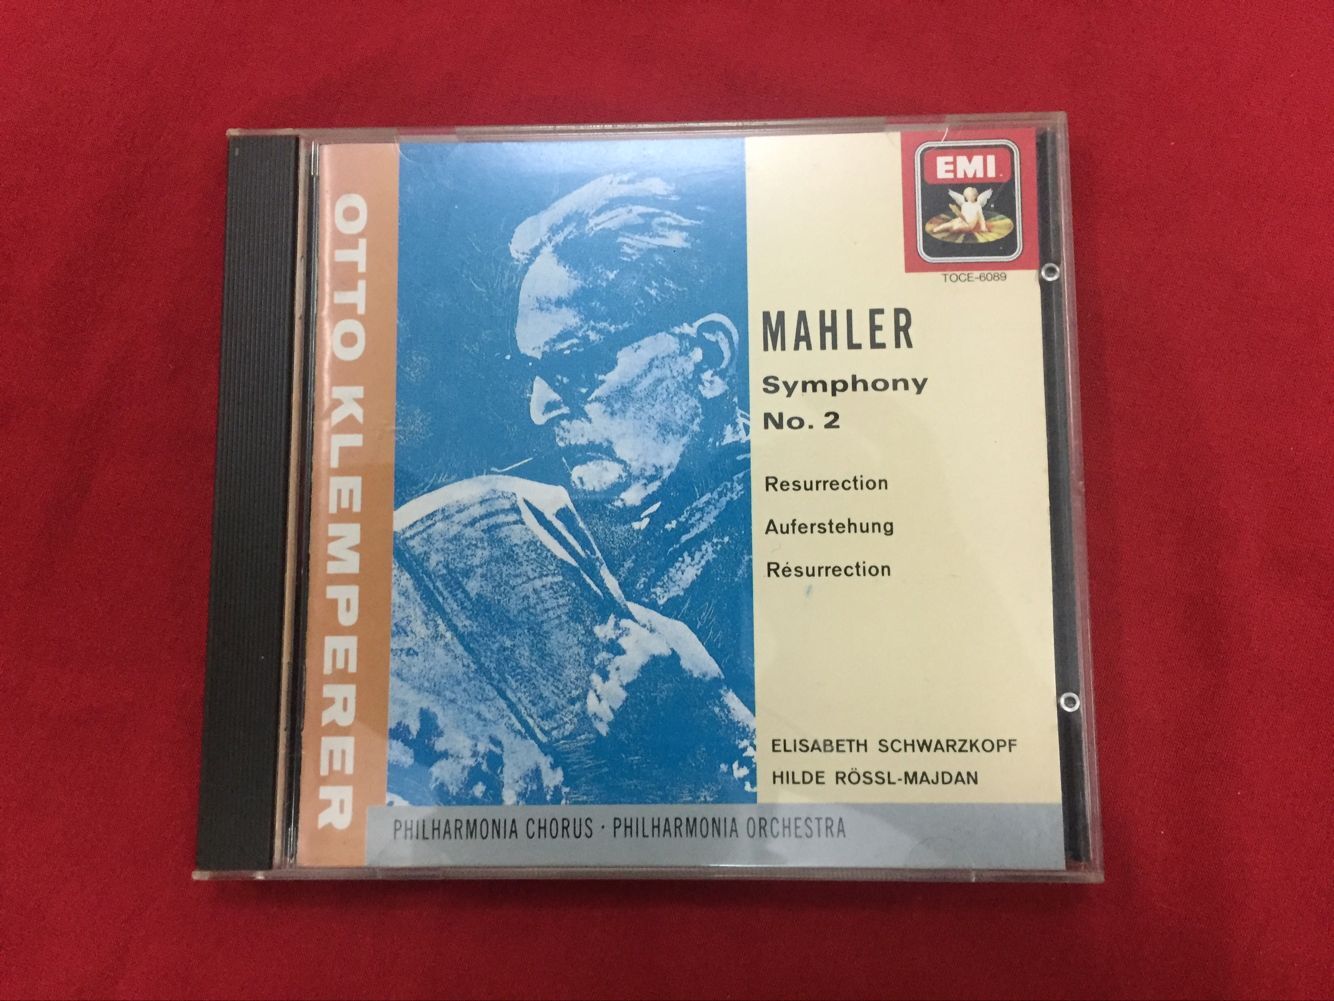 OTTO KLEMPERER
EMI
TOCE-6089
MAHLER
Symphony
No. 2
Resurrection
Auferstehung
Résurrection
ELISABETH SCHWARZKOPF
HILDE RÖSSL-MAJDAN
PHILHARMONIA CHORUS · PHILHARMONIA ORCHESTRA